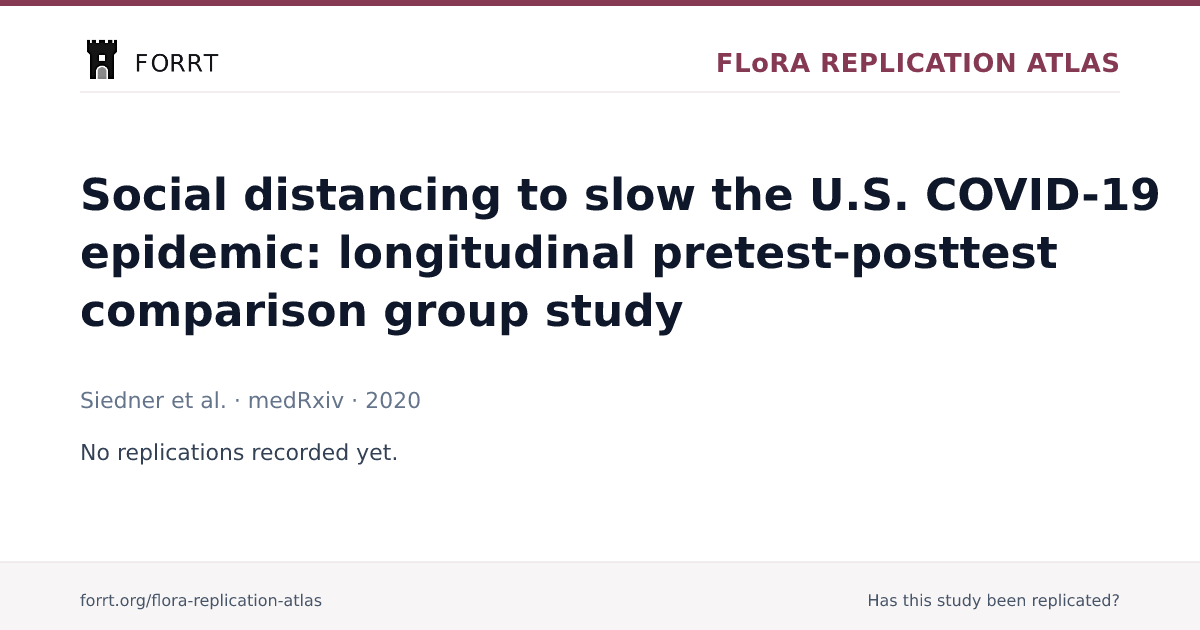 FORRT
FLoRA REPLICATION ATLAS
Social distancing to slow the U.S. COVID-19
epidemic: longitudinal pretest-posttest
comparison group study
Siedner et al. · medRxiv · 2020
No replications recorded yet.
forrt.org/flora-replication-atlas
Has this study been replicated?